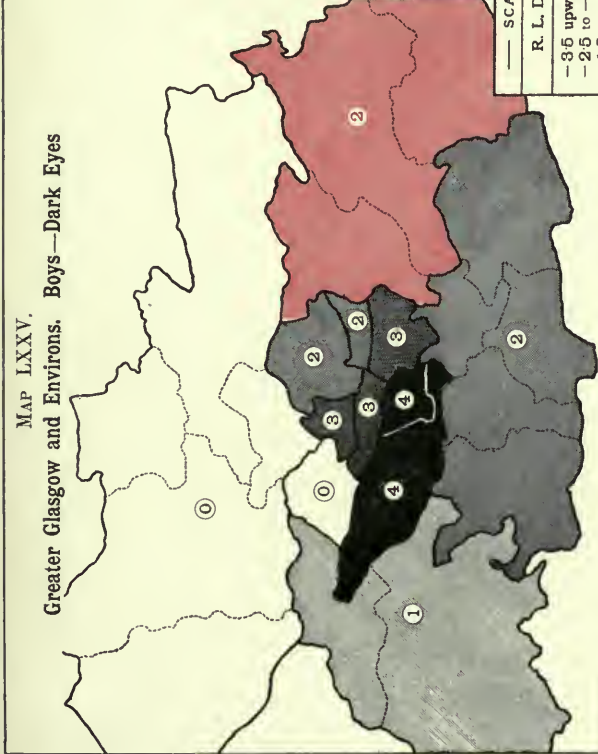 MAP LXXV.
Greater Glasgow and Environs. Boys—Dark Eyes
2
2
3
2
2
3
3
4
0
4
0
1
— SCA
R. L. D
-3·5 upw
-2·5 to -